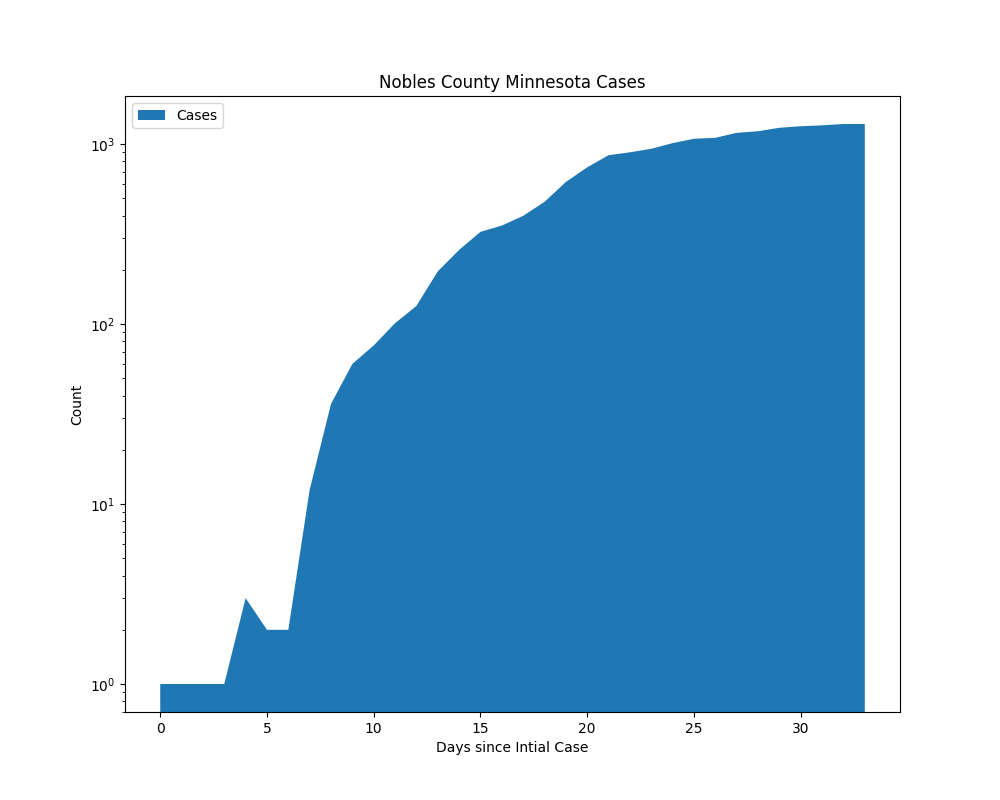 Nobles County Minnesota Cases
Cases
10³
10²
10¹
10⁰
Count
0 5 10 15 20 25 30
Days since Intial Case